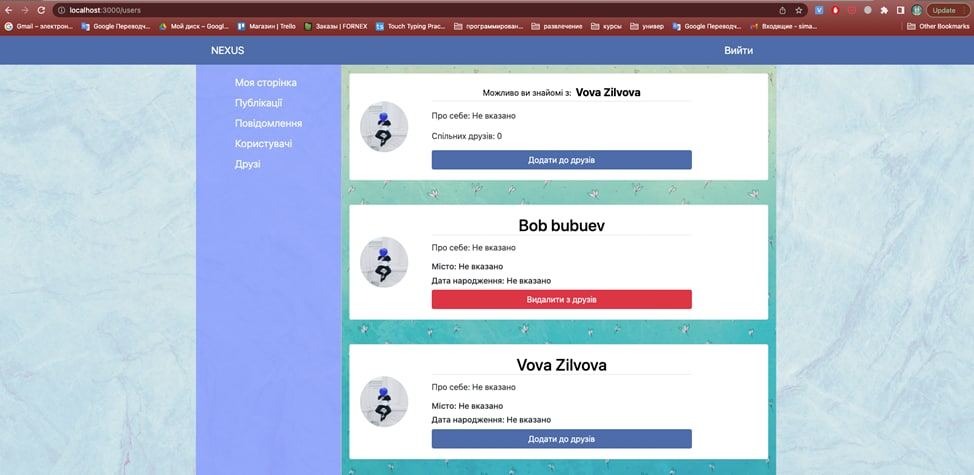 localhost:3000/users
Update
Gmail – электрон...
Google Переводч...
Мой диск – Googl...
Магазин | Trello
Заказы | FORNEX
Touch Typing Prac...
программирован...
развлечение
курсы
универ
Google Переводч...
Входящие - sima...
Other Bookmarks
NEXUS
Вийти
Моя сторінка
Публікації
Повідомлення
Користувачі
Друзі
Можливо ви знайомі з: Vova Zilvova
Про себе: Не вказано
Спільних друзів: 0
Додати до друзів
Bob bubuev
Про себе: Не вказано
Місто: Не вказано
Дата народження: Не вказано
Видалити з друзів
Vova Zilvova
Про себе: Не вказано
Місто: Не вказано
Дата народження: Не вказано
Додати до друзів